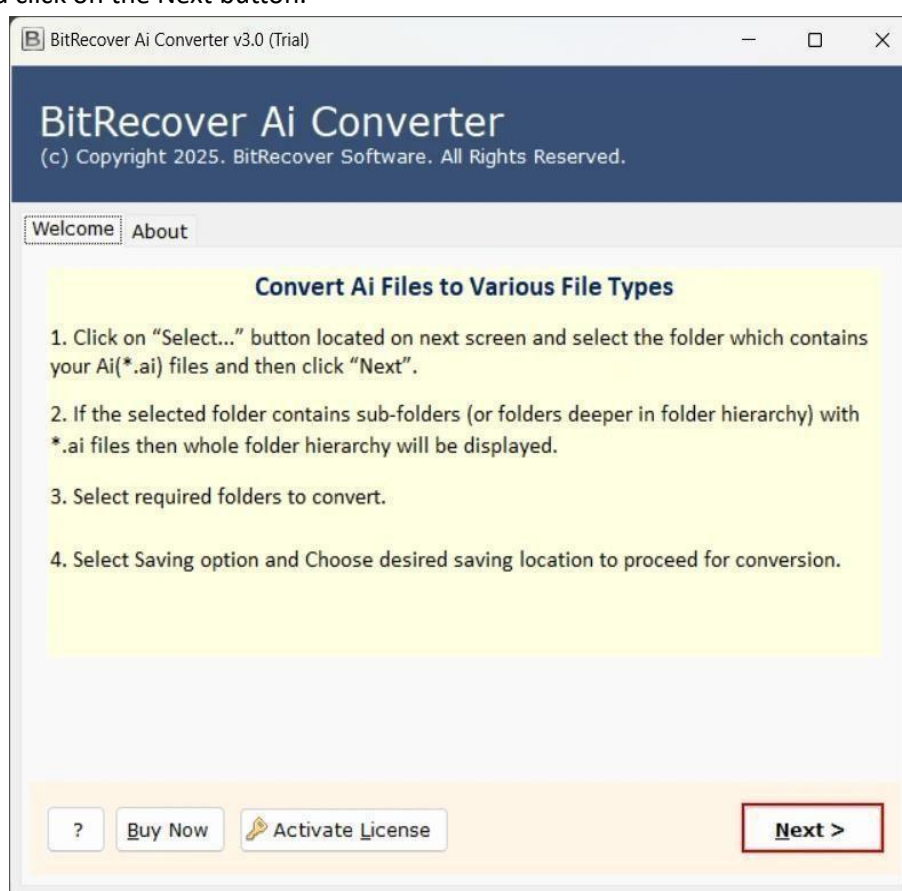 click on the Next button.
BitRecover Ai Converter v3.0 (Trial)
BitRecover Ai Converter
(c) Copyright 2025. BitRecover Software. All Rights Reserved.
Welcome About
Convert Ai Files to Various File Types
1. Click on “Select...” button located on next screen and select the folder which contains
your Ai(*.ai) files and then click “Next”.
2. If the selected folder contains sub-folders (or folders deeper in folder hierarchy) with
*.ai files then whole folder hierarchy will be displayed.
3. Select required folders to convert.
4. Select Saving option and Choose desired saving location to proceed for conversion.
? Buy Now Activate License Next >